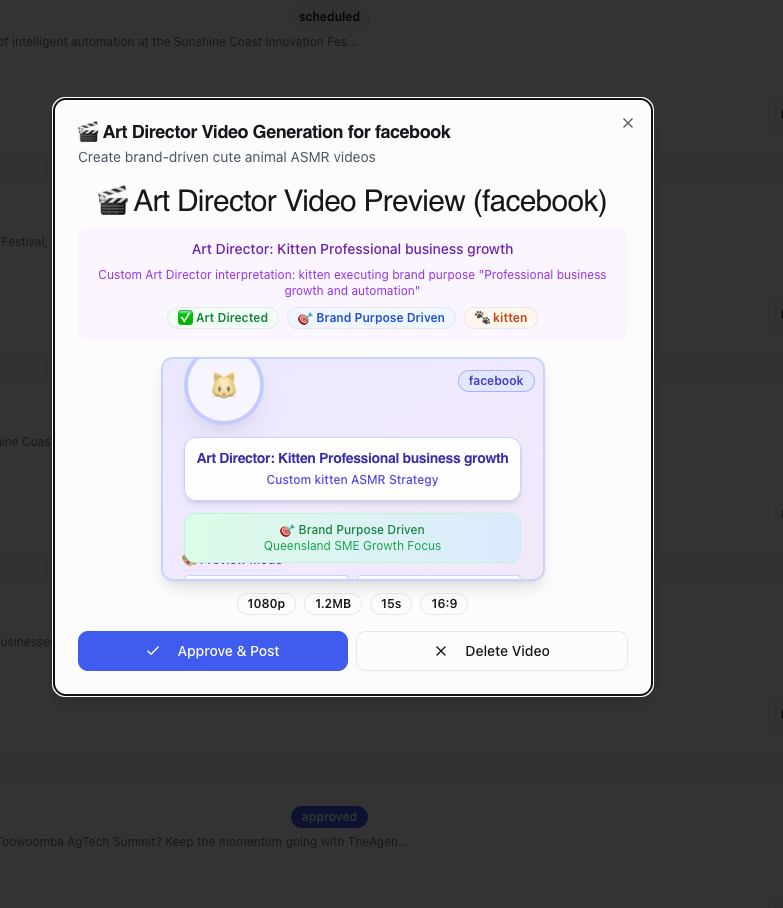 scheduled
of intelligent automation at the Sunshine Coast Innovation Fes...
🎬 Art Director Video Generation for facebook
Create brand-driven cute animal ASMR videos
🎬 Art Director Video Preview (facebook)
Festival,
Art Director: Kitten Professional business growth
Custom Art Director interpretation: kitten executing brand purpose "Professional business
growth and automation"
✅ Art Directed
🎯 Brand Purpose Driven
🐾 kitten
facebook
Art Director: Kitten Professional business growth
Custom kitten ASMR Strategy
🎯 Brand Purpose Driven
Queensland SME Growth Focus
Preview Mode
1080p
1.2MB
15s
16:9
Approve & Post
Delete Video
approved
Toowoomba AgTech Summit? Keep the momentum going with TheAgen...